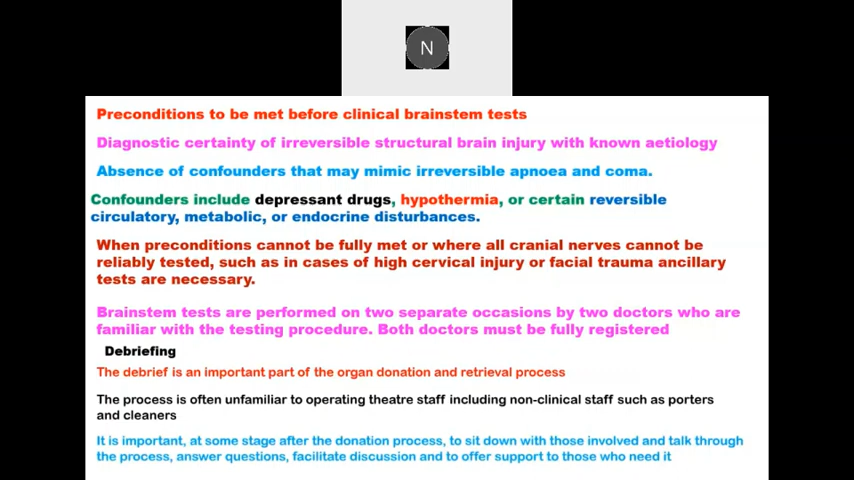 N
Preconditions to be met before clinical brainstem tests
Diagnostic certainty of irreversible structural brain injury with known aetiology
Absence of confounders that may mimic irreversible apnoea and coma.
Confounders include depressant drugs, hypothermia, or certain reversible
circulatory, metabolic, or endocrine disturbances.
When preconditions cannot be fully met or where all cranial nerves cannot be
reliably tested, such as in cases of high cervical injury or facial trauma ancillary
tests are necessary.
Brainstem tests are performed on two separate occasions by two doctors who are
familiar with the testing procedure. Both doctors must be fully registered
Debriefing
The debrief is an important part of the organ donation and retrieval process
The process is often unfamiliar to operating theatre staff including non-clinical staff such as porters
and cleaners
It is important, at some stage after the donation process, to sit down with those involved and talk through
the process, answer questions, facilitate discussion and to offer support to those who need it